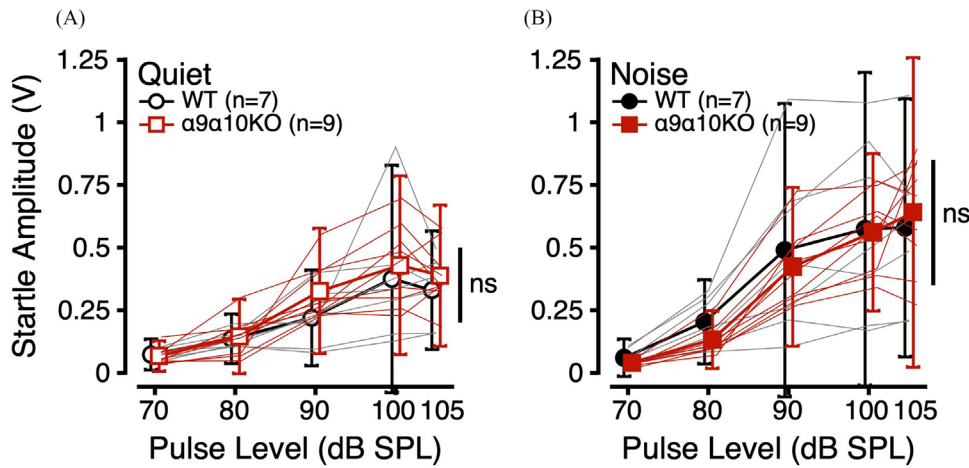 (A)
Startle Amplitude (V)
1.25
1
0.75
0.5
0.25
0
Quiet
WT (n=7)
α9α10KO (n=9)
ns
70 80 90 100 105
Pulse Level (dB SPL)
(B)
1.25
1
0.75
0.5
0.25
0
Noise
WT (n=7)
α9α10KO (n=9)
ns
70 80 90 100 105
Pulse Level (dB SPL)